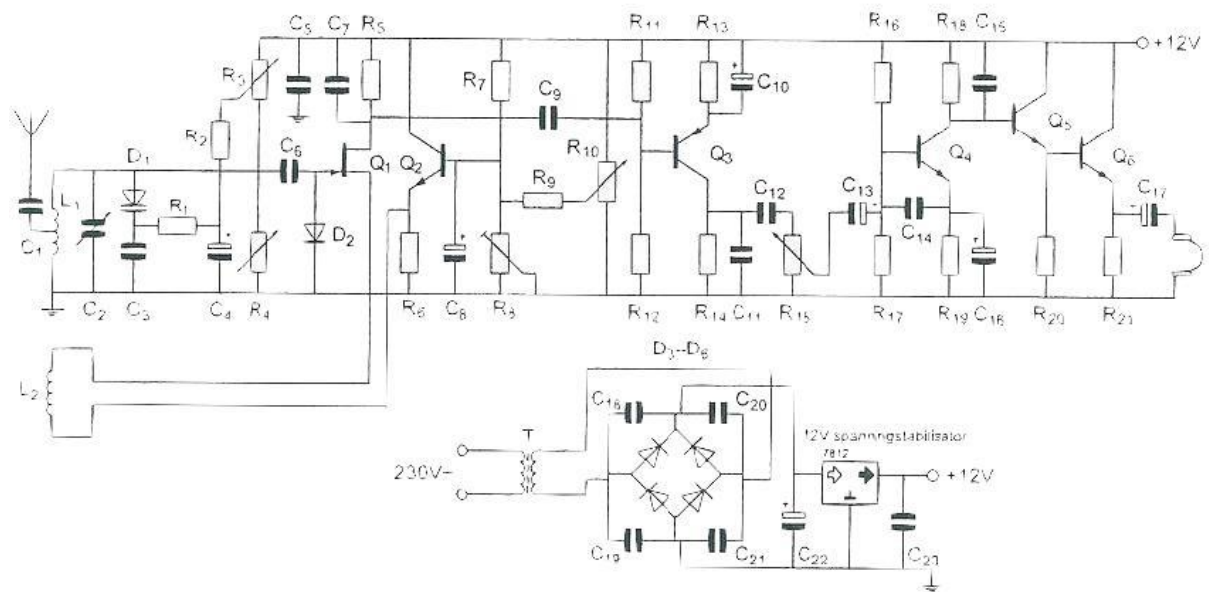 C5 C7 R5 R11 R13 R16 R18 C15
+12V
R3 R7 C9 C10
R2 Q5
D1 C6 Q1 Q2 R10 Q3 Q4 Q6
L1 R1 R9 C12 C13 C17
C1 D2 C14
C2 C3 C4 R4 R6 C8 R8 R12 R14 C11 R15 R17 R19 C16 R20 R21
D3--D6
L2
C18 C20
T 12V spanningstabilisator
7812
230V~ +12V
C19 C21 C22 C23